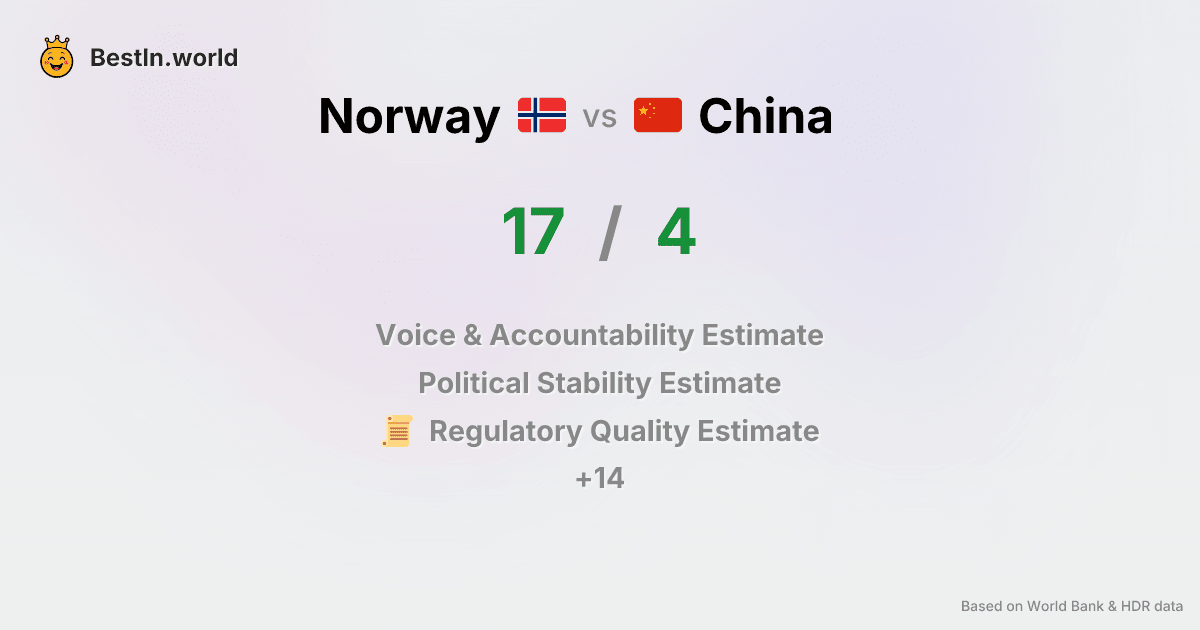 BestIn.world
Norway vs China
17 / 4
Voice & Accountability Estimate
Political Stability Estimate
Regulatory Quality Estimate
+14
Based on World Bank & HDR data